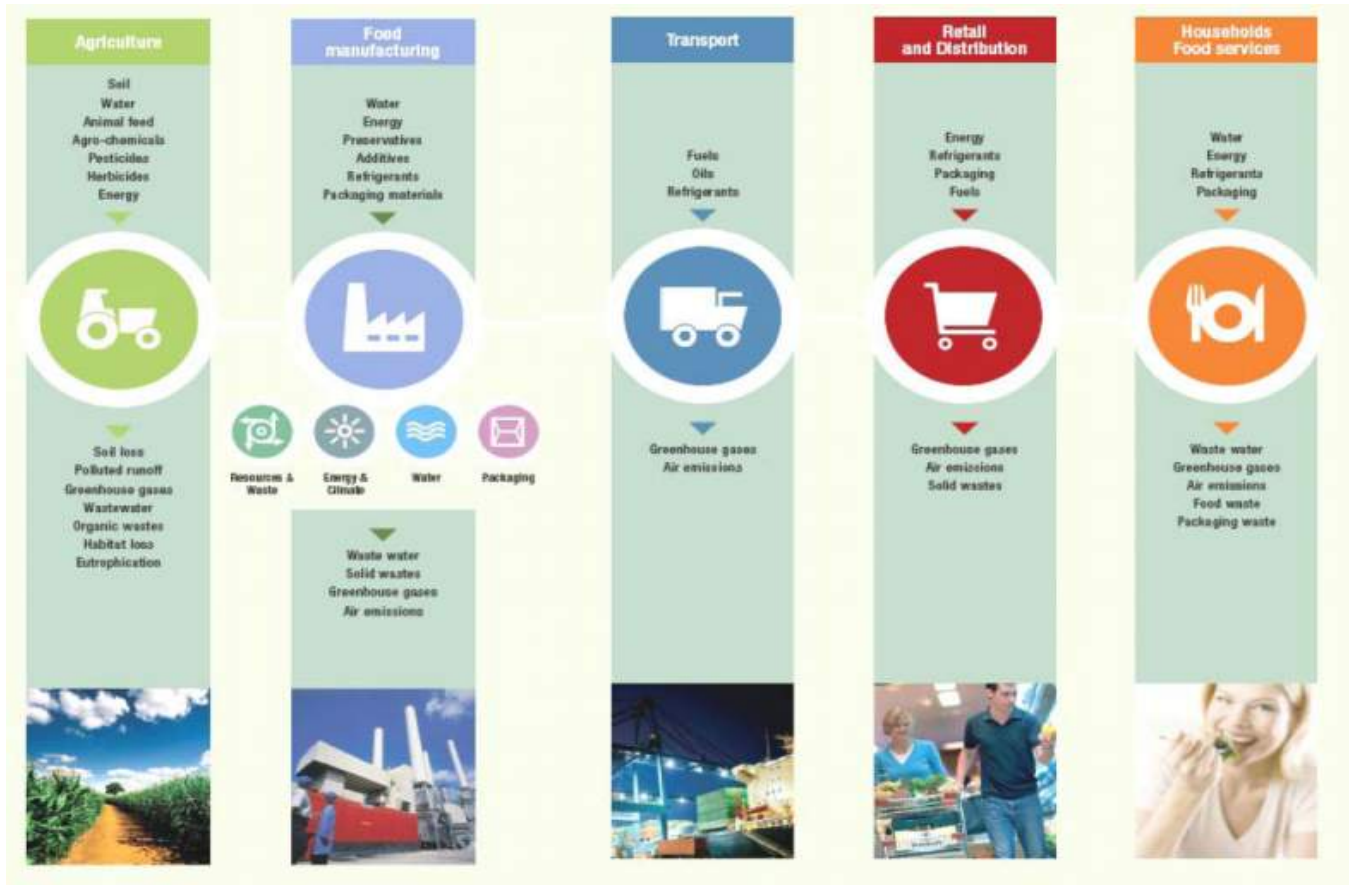 Agriculture
Soil
Water
Animal feed
Agro-chemicals
Pesticides
Herbicides
Energy
Soil loss
Polluted runoff
Greenhouse gases
Wastewater
Organic wastes
Habitat loss
Eutrophication
Food
manufacturing
Water
Energy
Preservatives
Additives
Refrigerants
Packaging materials
Resources &
Waste
Energy &
Climate
Water
Packaging
Waste water
Solid wastes
Greenhouse gases
Air emissions
Transport
Fuels
Oils
Refrigerants
Greenhouse gases
Air emissions
Retail
and Distribution
Energy
Refrigerants
Packaging
Fuels
Greenhouse gases
Air emissions
Solid wastes
Households
Food services
Water
Energy
Refrigerants
Packaging
Waste water
Greenhouse gases
Air emissions
Food waste
Packaging waste